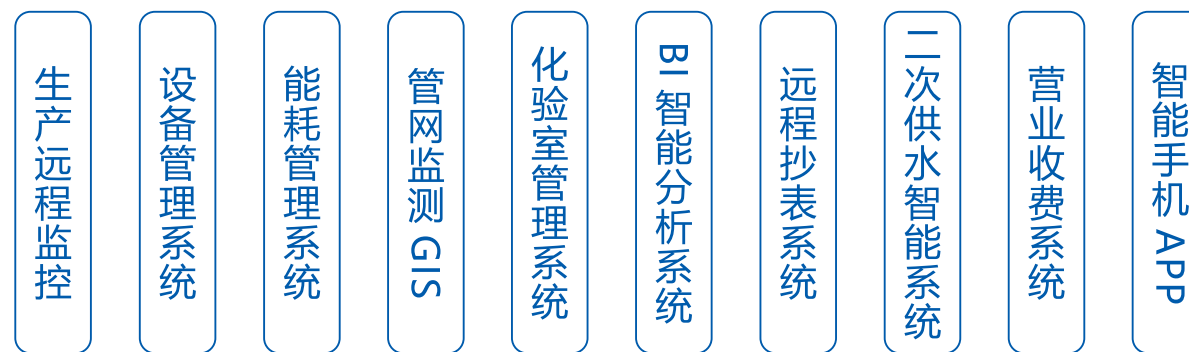 生产远程监控
设备管理系统
能耗管理系统
管网监测 GIS
化验室管理系统
BI 智能分析系统
远程抄表系统
二次供水智能系统
营业收费系统
智能手机 APP